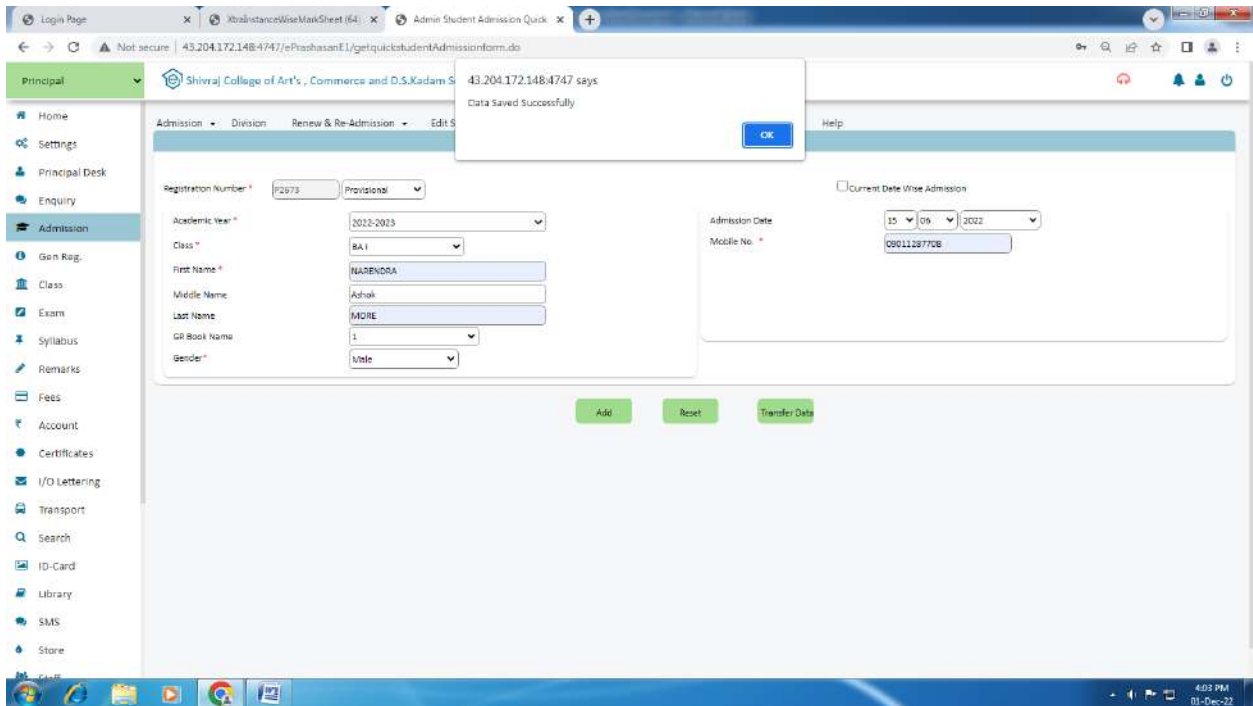 Login Page
XtraInstanceWiseMarkSheet (64)
Admin Student Admission Quick
Not secure 43.204.172.148:4747/ePrashasanE1/getquickstudentAdmissionform.do
Principal
Shivraj College of Art's , Commerce and D.S.Kadam S
43.204.172.148:4747 says
Data Saved Successfully
OK
Home
Settings
Principal Desk
Enquiry
Admission
Gen Reg.
Class
Exam
Syllabus
Remarks
Fees
Account
Certificates
I/O Lettering
Transport
Search
ID-Card
Library
SMS
Store
Staff
Admission Division Renew & Re-Admission Edit S Help
Registration Number * P2673 Provisional Current Date Wise Admission
Academic Year * 2022-2023
Class * BA I
First Name * NARENDRA
Middle Name Ashok
Last Name MORE
GR Book Name 1
Gender * Male
Admission Date 15 06 2022
Mobile No. * 09011287708
Add Reset Transfer Data
4:03 PM
01-Dec-22